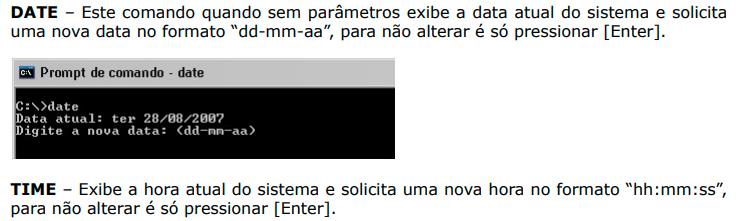 DATE – Este comando quando sem parâmetros exibe a data atual do sistema e solicita
uma nova data no formato “dd-mm-aa”, para não alterar é só pressionar [Enter].
Prompt de comando - date
C:\>date
Data atual: ter 28/08/2007
Digite a nova data: (dd-mm-aa)
TIME – Exibe a hora atual do sistema e solicita uma nova hora no formato “hh:mm:ss”,
para não alterar é só pressionar [Enter].